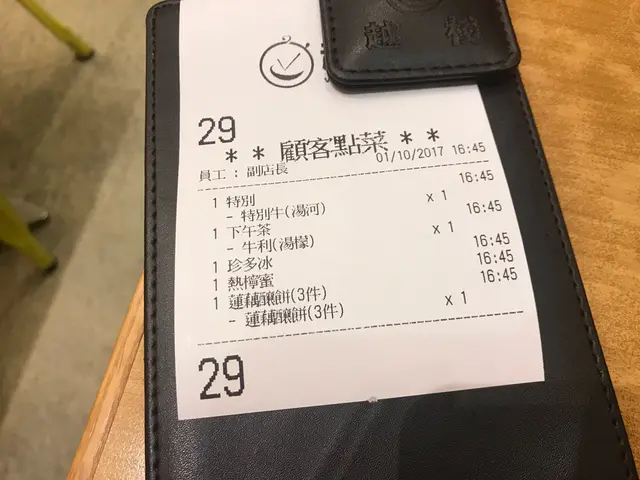 越
29
* * 顧客點菜 * *
員工 : 副店長 01/10/2017 16:45
1 特別 16:45
- 特別牛(湯河) x 1
1 下午茶 16:45
- 牛利(湯檬) x 1
1 珍多冰 16:45
1 熱檸蜜 16:45
1 蓮藕釀餅(3件) 16:45
- 蓮藕釀餅(3件) x 1
29